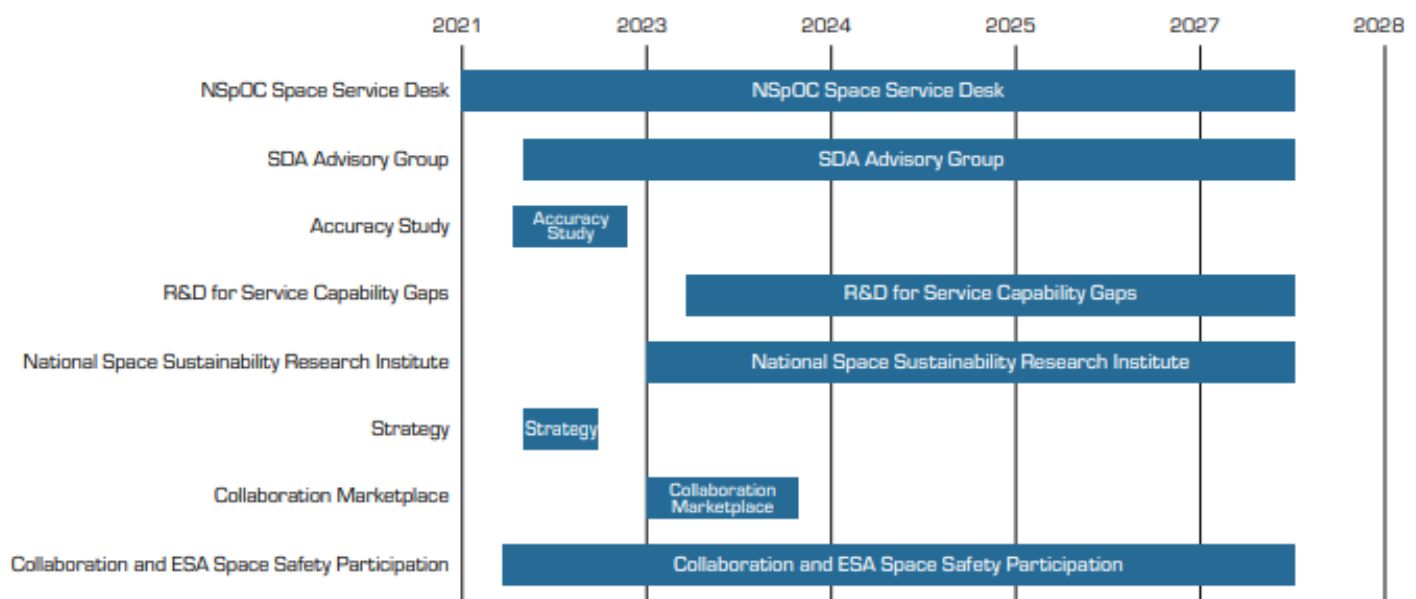 2021 2023 2024 2025 2027 2028
NSpOC Space Service Desk NSpOC Space Service Desk
SDA Advisory Group SDA Advisory Group
Accuracy Study Accuracy
Study
R&D for Service Capability Gaps R&D for Service Capability Gaps
National Space Sustainability Research Institute National Space Sustainability Research Institute
Strategy Strategy
Collaboration Marketplace Collaboration
Marketplace
Collaboration and ESA Space Safety Participation Collaboration and ESA Space Safety Participation